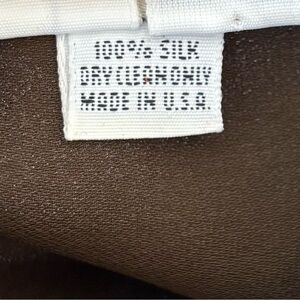 100% SILK
DRY CLEAN ONLY
MADE IN U.S.A.